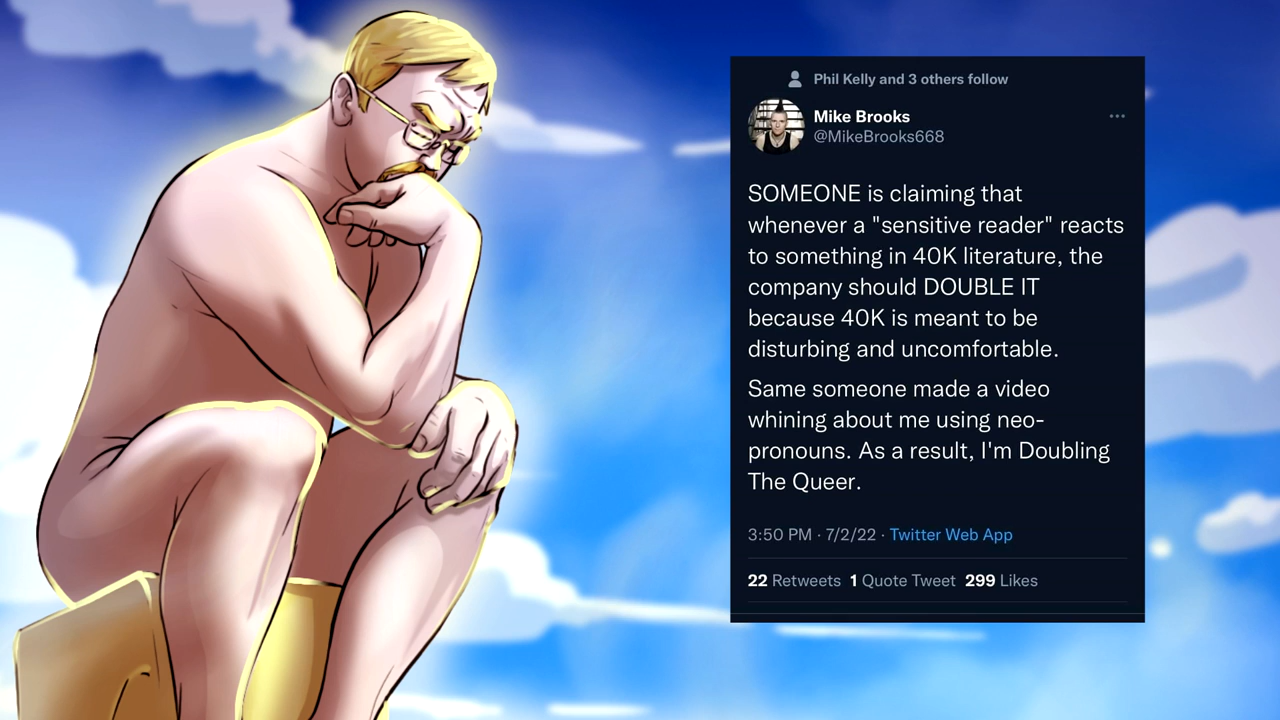 Phil Kelly and 3 others follow
Mike Brooks
@MikeBrooks668
SOMEONE is claiming that
whenever a "sensitive reader" reacts
to something in 40K literature, the
company should DOUBLE IT
because 40K is meant to be
disturbing and uncomfortable.
Same someone made a video
whining about me using neo-
pronouns. As a result, I'm Doubling
The Queer.
3:50 PM · 7/2/22 · Twitter Web App
22 Retweets 1 Quote Tweet 299 Likes